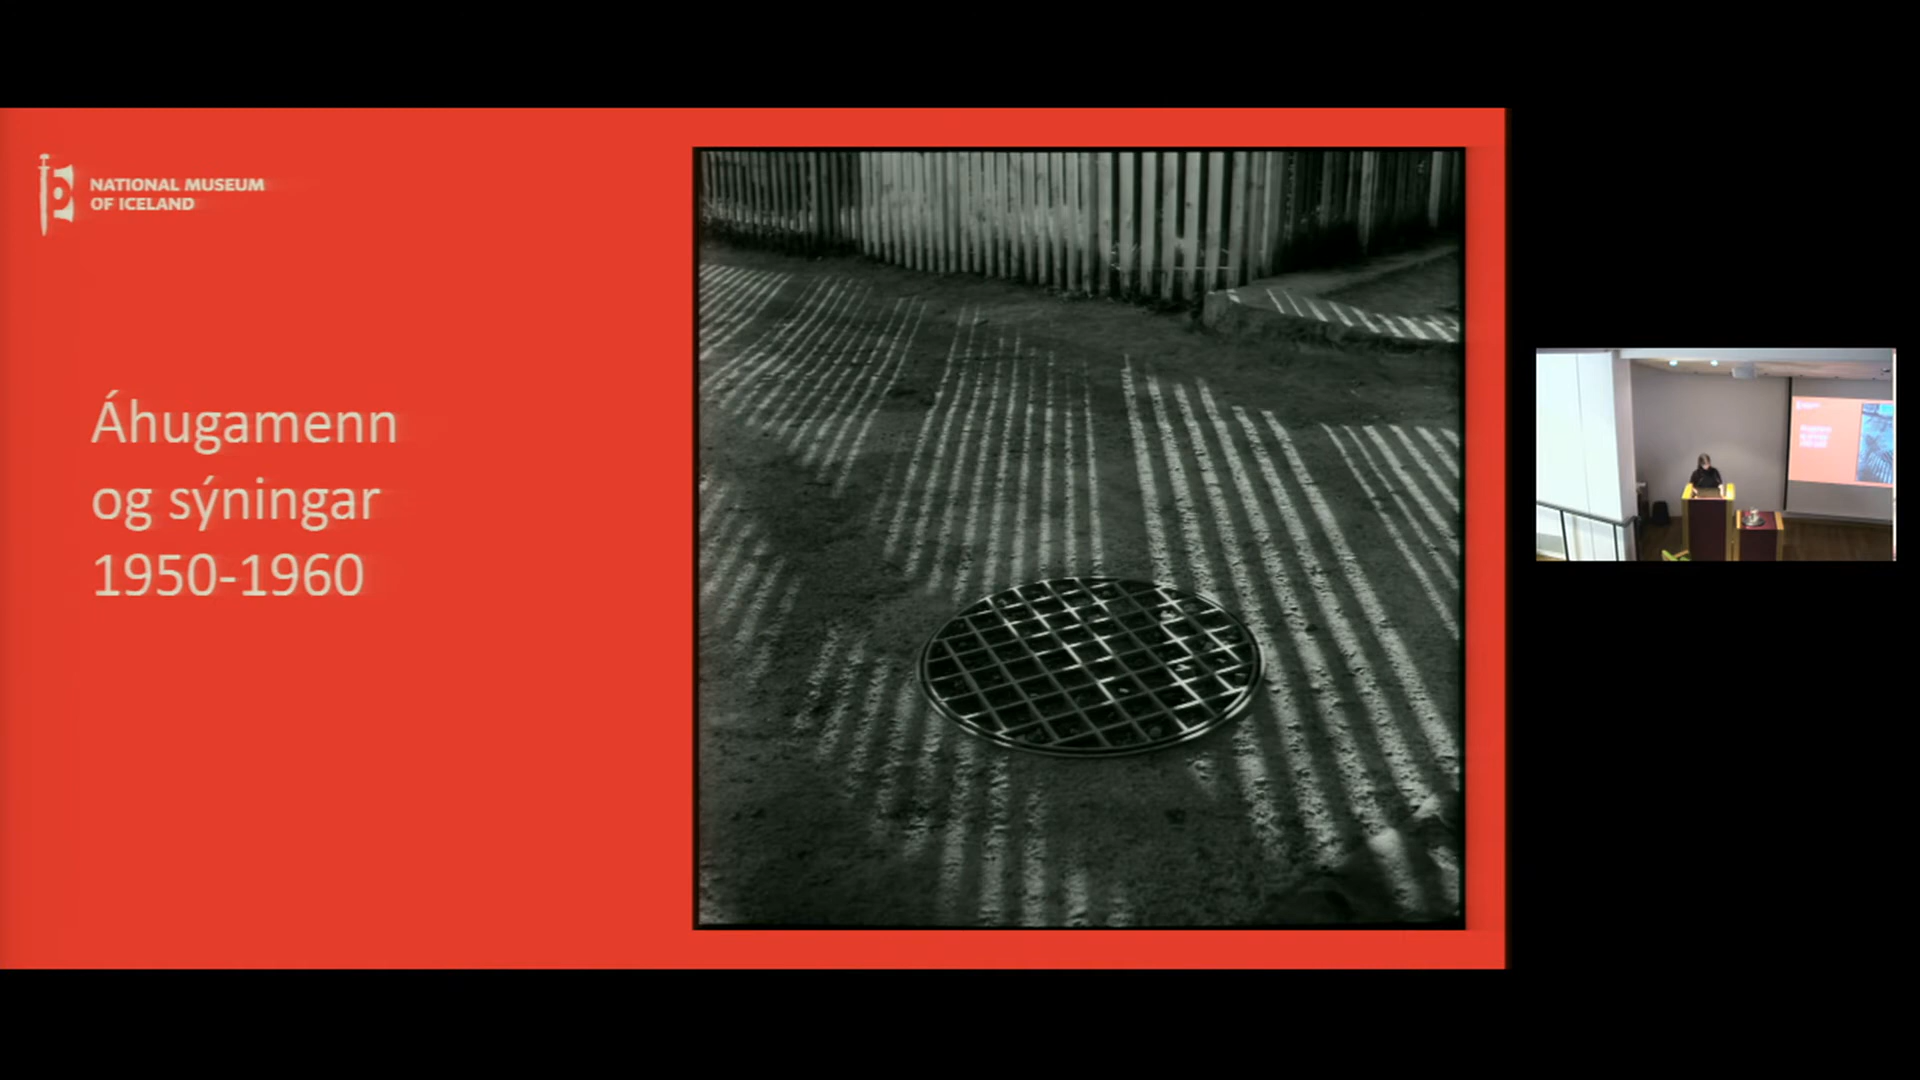 NATIONAL MUSEUM
OF ICELAND
Áhugamenn
og sýningar
1950-1960